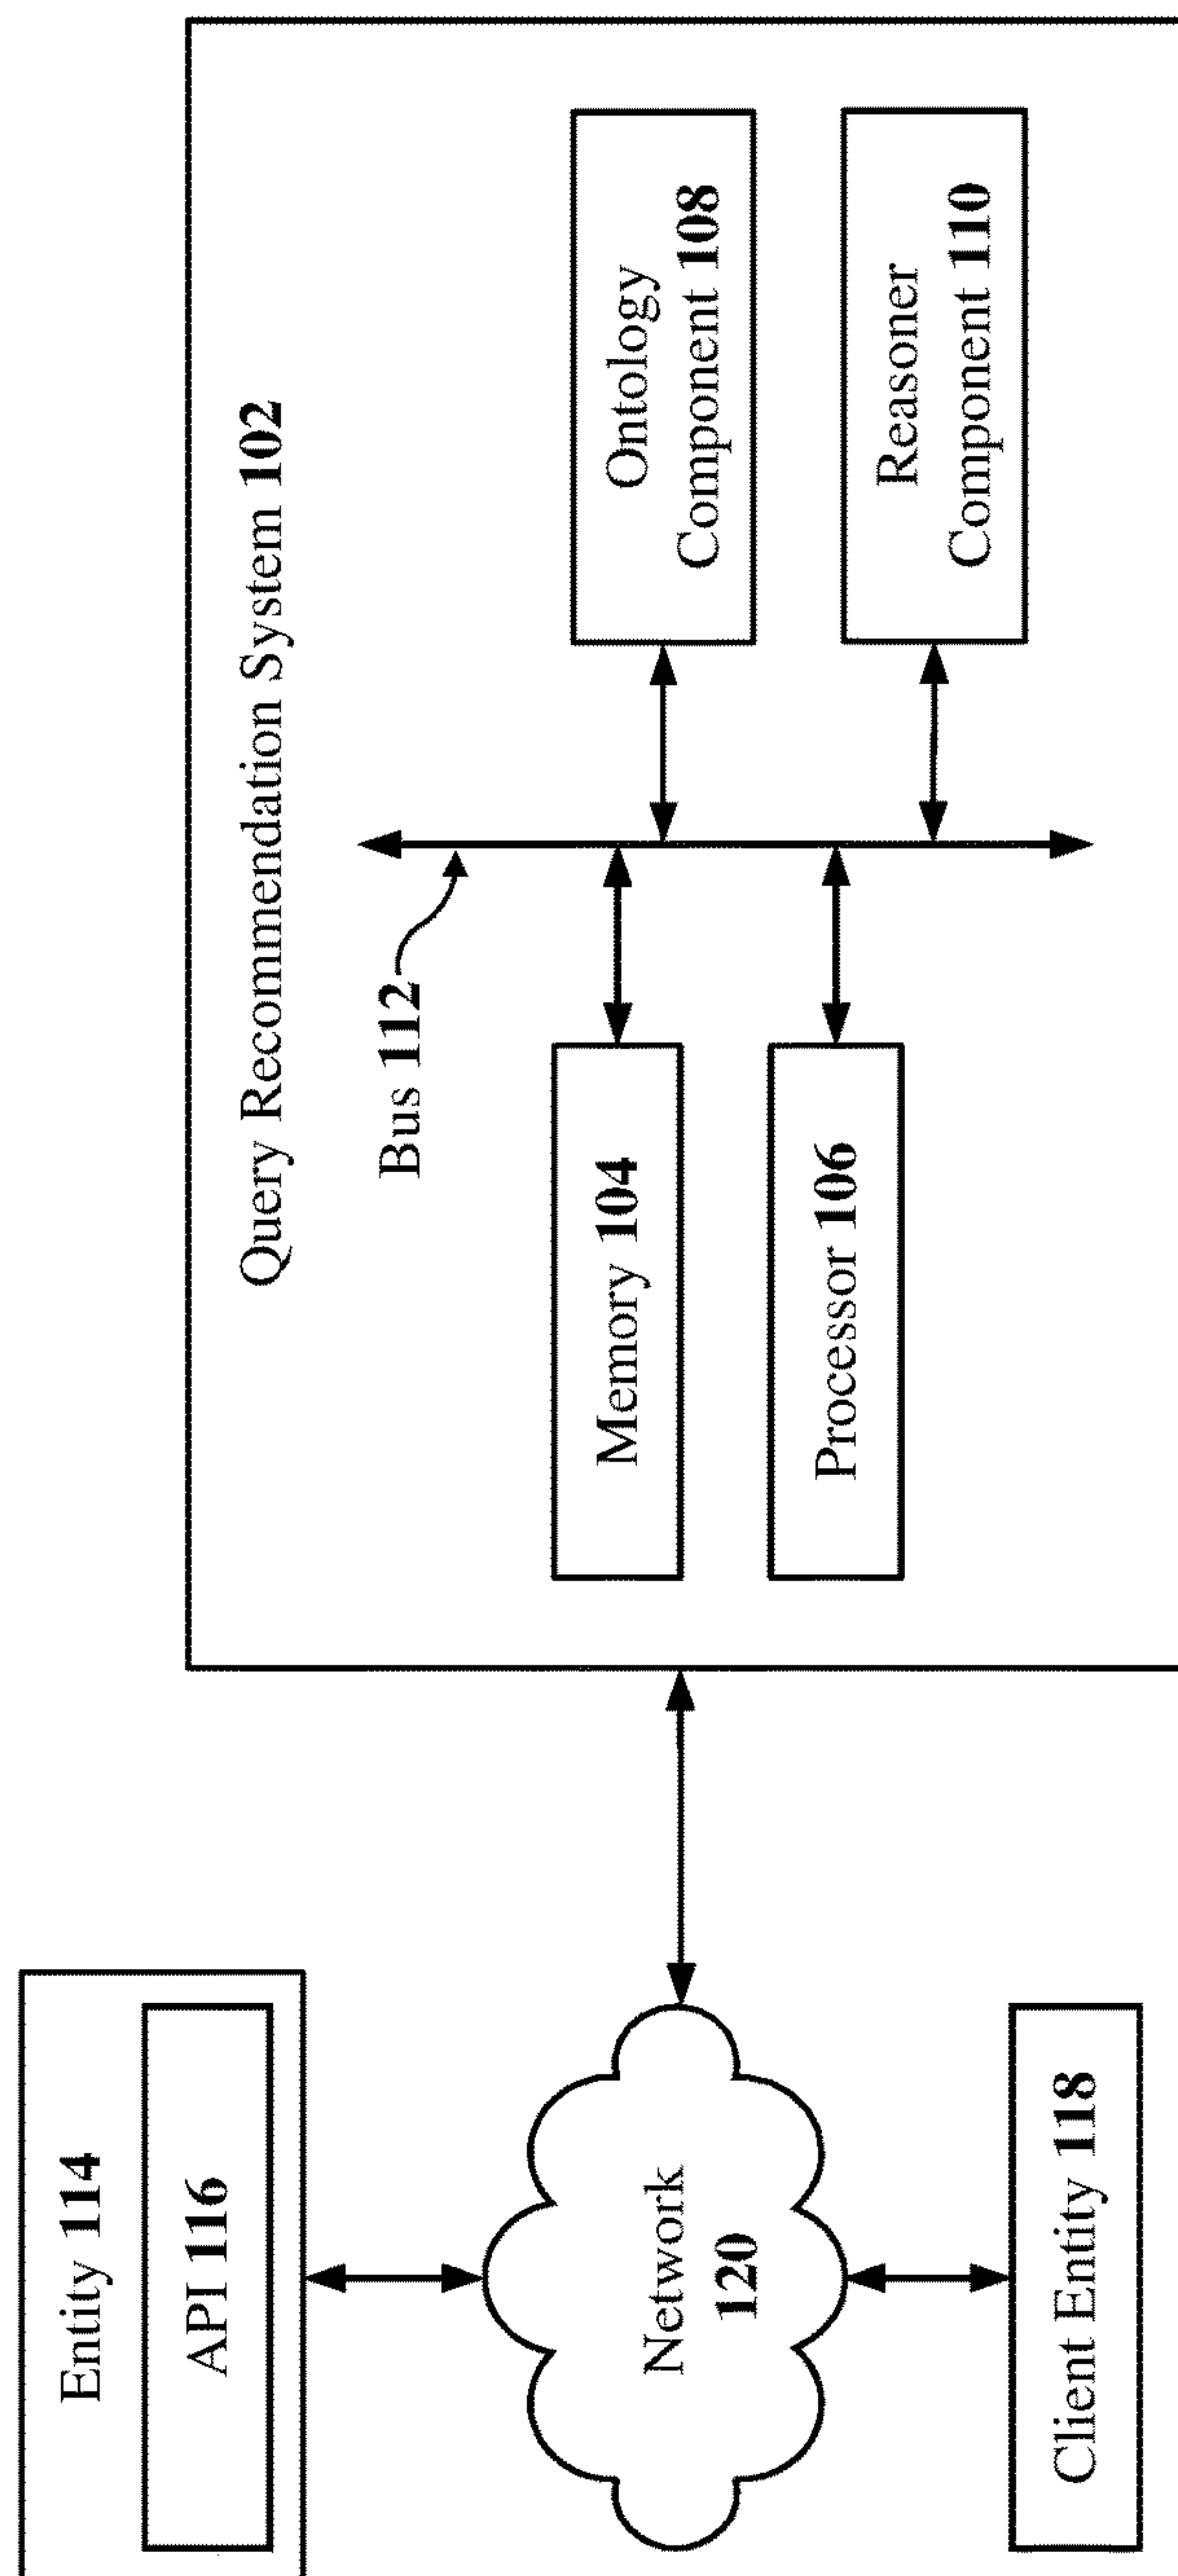 Entity 114
API 116
Network
120
Client Entity 118
Query Recommendation System 102
Bus 112
Memory 104
Processor 106
Ontology
Component 108
Reasoner
Component 110